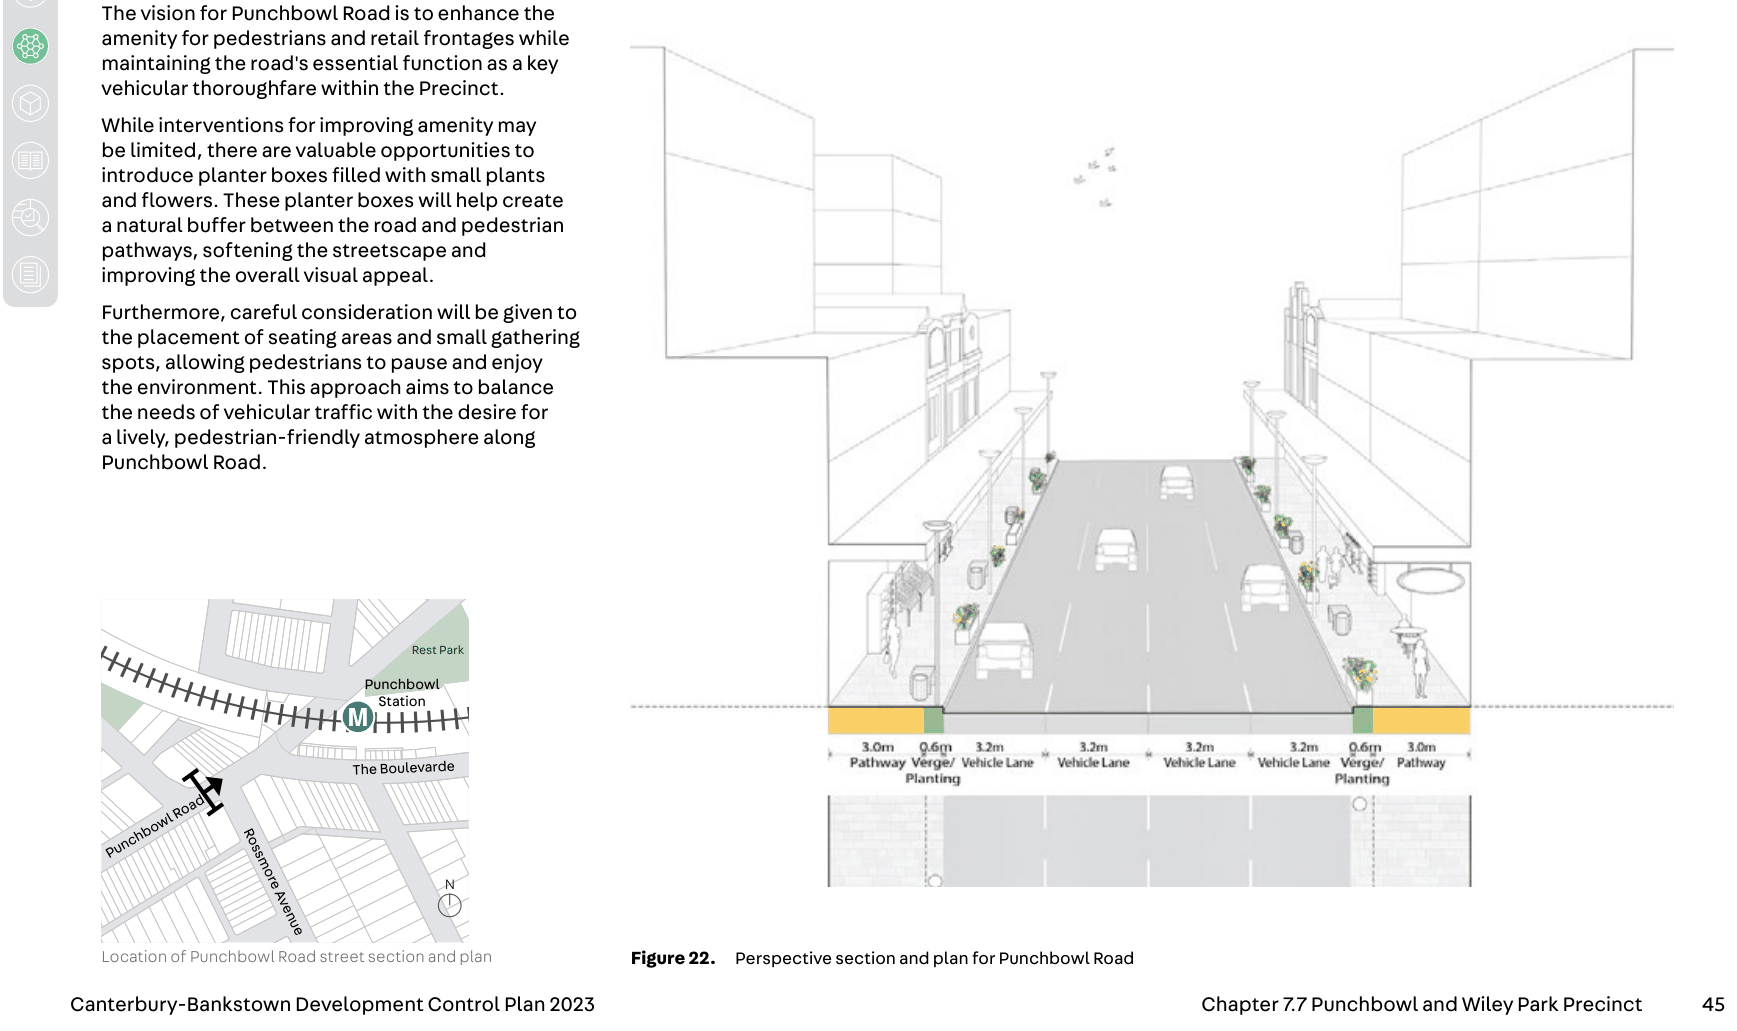 The vision for Punchbowl Road is to enhance the
amenity for pedestrians and retail frontages while
maintaining the road's essential function as a key
vehicular thoroughfare within the Precinct.
While interventions for improving amenity may
be limited, there are valuable opportunities to
introduce planter boxes filled with small plants
and flowers. These planter boxes will help create
a natural buffer between the road and pedestrian
pathways, softening the streetscape and
improving the overall visual appeal.
Furthermore, careful consideration will be given to
the placement of seating areas and small gathering
spots, allowing pedestrians to pause and enjoy
the environment. This approach aims to balance
the needs of vehicular traffic with the desire for
a lively, pedestrian-friendly atmosphere along
Punchbowl Road.
Rest Park
Punchbowl
Station
M
The Boulevarde
Punchbowl Road
Rossmore Avenue
N
Location of Punchbowl Road street section and plan
3.0m 0.6m 3.2m 3.2m 3.2m 3.2m 0.6m 3.0m
Pathway Verge/ Vehicle Lane Vehicle Lane Vehicle Lane Vehicle Lane Verge/ Pathway
Planting Planting
Figure 22. Perspective section and plan for Punchbowl Road
Canterbury-Bankstown Development Control Plan 2023
Chapter 7.7 Punchbowl and Wiley Park Precinct 45